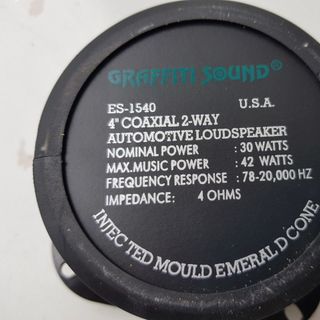 GRAFFITI SOUND®
ES-1540 U.S.A.
4" COAXIAL 2-WAY
AUTOMOTIVE LOUDSPEAKER
NOMINAL POWER : 30 WATTS
MAX.MUSIC POWER : 42 WATTS
FREQUENCY RESPONSE : 78-20,000 HZ
IMPEDANCE: 4 OHMS
INJEC TED MOULD EMERAL D CONE